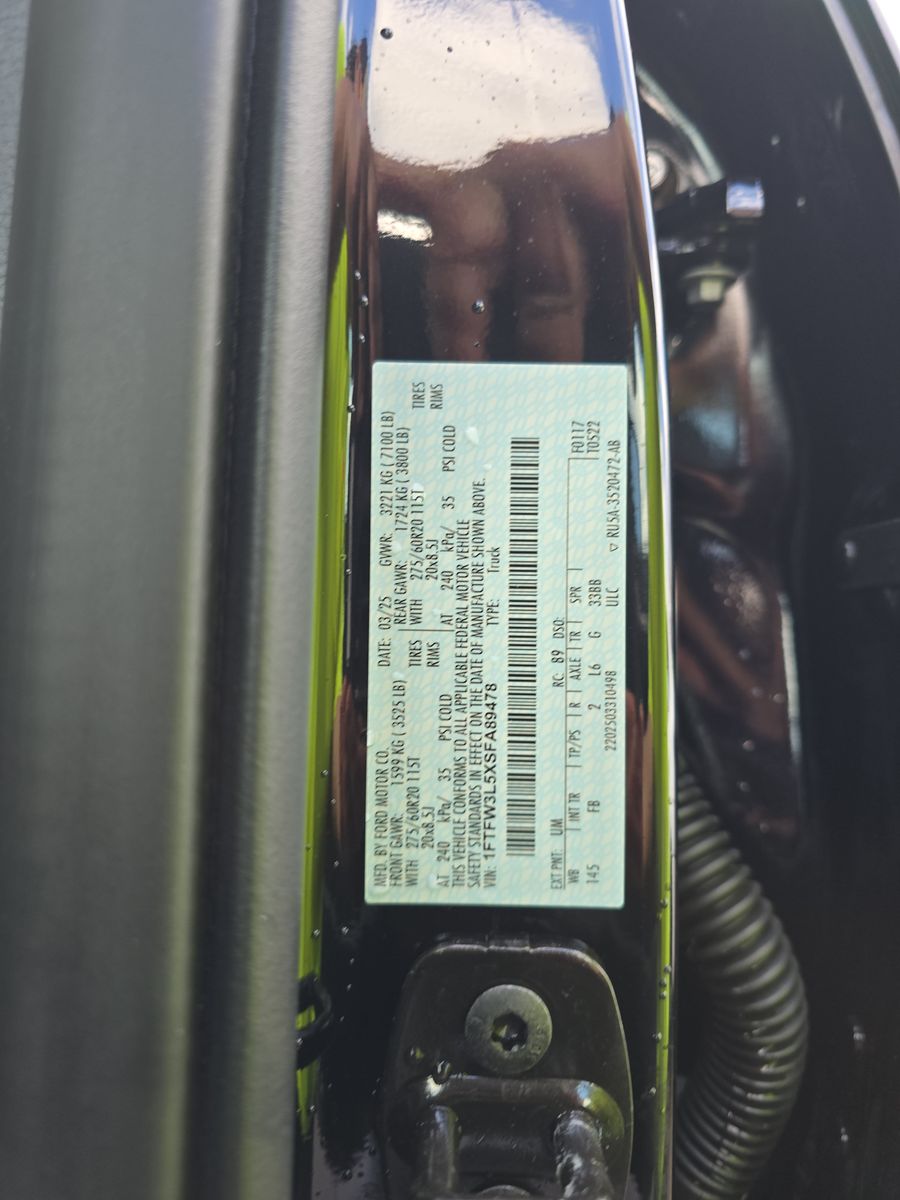 MFD. BY FORD MOTOR CO. DATE: 03/25 GVWR: 3221 KG ( 7100 LB)
FRONT GAWR: 1599 KG ( 3525 LB) REAR GAWR: 1724 KG ( 3800 LB)
WITH 275/60R20 115T TIRES WITH 275/60R20 115T TIRES
20x8.5J RIMS 20x8.5J RIMS
AT 240 kPa/ 35 PSI COLD AT 240 kPa/ 35 PSI COLD
THIS VEHICLE CONFORMS TO ALL APPLICABLE FEDERAL MOTOR VEHICLE
SAFETY STANDARDS IN EFFECT ON THE DATE OF MANUFACTURE SHOWN ABOVE.
VIN: 1FTFW3L5XSFA89478 TYPE: Truck
EXT PNT: UM RC: 89 DSO: F0117
WB INT TR TP/PS R AXLE TR SPR T0522
145 FB 2 L6 G 33BB
2202503310498 ULC ▽ RU5A-3520472-AB